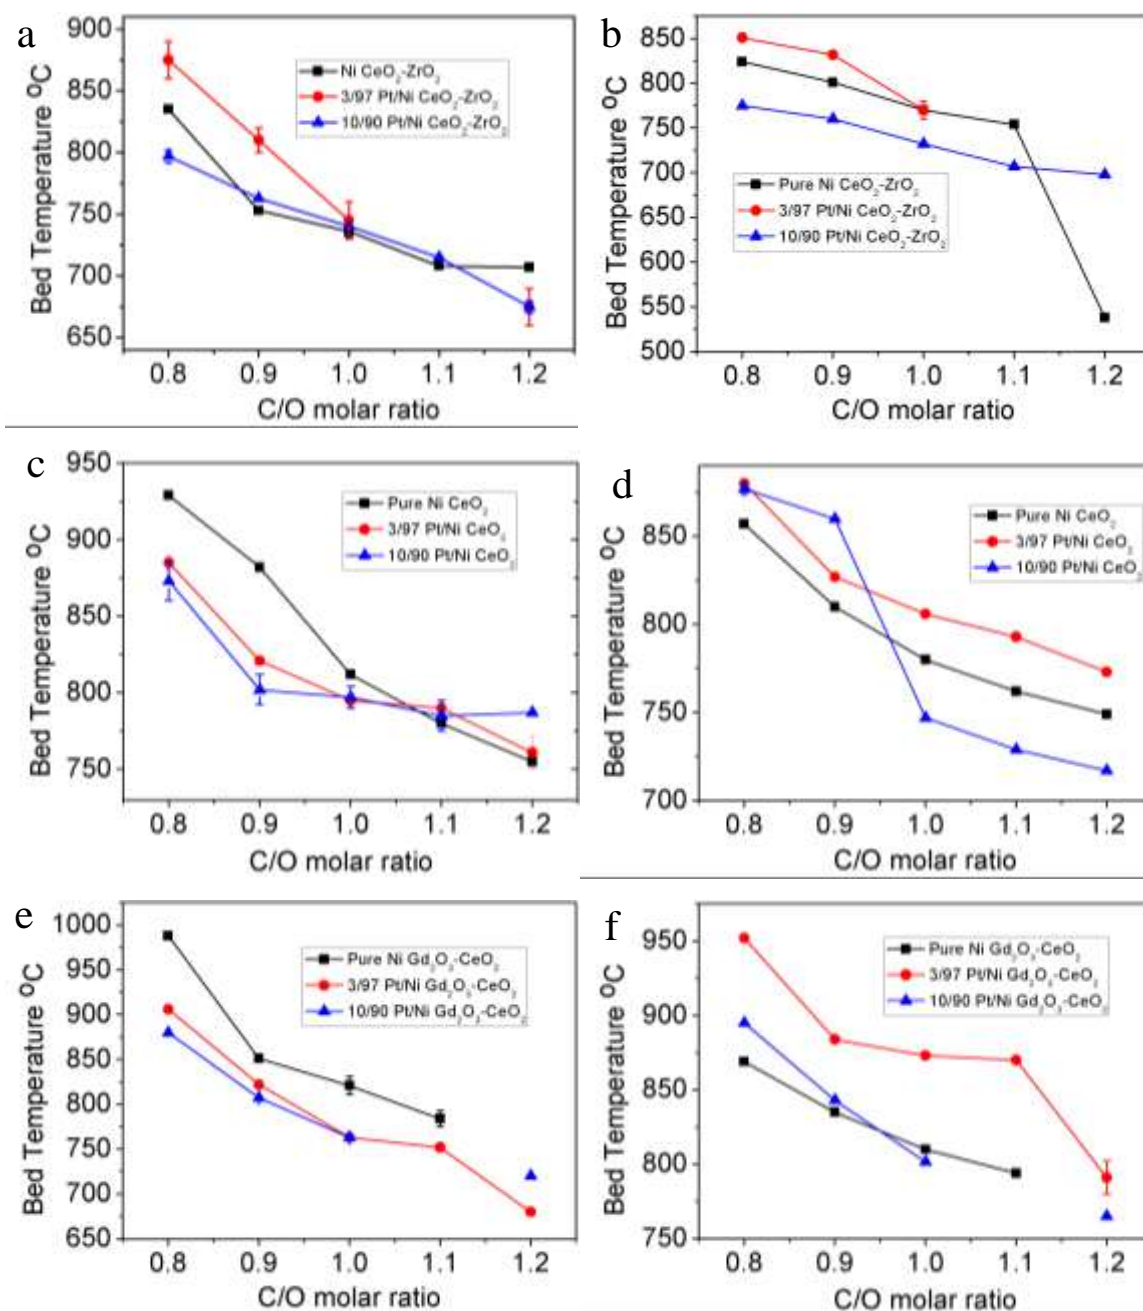 a
Bed Temperature ºC
900
850
800
750
700
650
Ni CeO₂-ZrO₂
3/97 Pt/Ni CeO₂-ZrO₂
10/90 Pt/Ni CeO₂-ZrO₂
0.8 0.9 1.0 1.1 1.2
C/O molar ratio
b
Bed Temperature ºC
850
800
750
700
650
600
550
500
Pure Ni CeO₂-ZrO₂
3/97 Pt/Ni CeO₂-ZrO₂
10/90 Pt/Ni CeO₂-ZrO₂
0.8 0.9 1.0 1.1 1.2
C/O molar ratio
c
Bed Temperature ºC
950
900
850
800
750
Pure Ni CeO₂
3/97 Pt/Ni CeO₂
10/90 Pt/Ni CeO₂
0.8 0.9 1.0 1.1 1.2
C/O molar ratio
d
Bed Temperature ºC
850
800
750
700
Pure Ni CeO₂
3/97 Pt/Ni CeO₂
10/90 Pt/Ni CeO₂
0.8 0.9 1.0 1.1 1.2
C/O molar ratio
e
Bed Temperature ºC
1000
950
900
850
800
750
700
650
Pure Ni Gd₂O₃-CeO₂
3/97 Pt/Ni Gd₂O₃-CeO₂
10/90 Pt/Ni Gd₂O₃-CeO₂
0.8 0.9 1.0 1.1 1.2
C/O molar ratio
f
Bed Temperature ºC
950
900
850
800
750
Pure Ni Gd₂O₃-CeO₂
3/97 Pt/Ni Gd₂O₃-CeO₂
10/90 Pt/Ni Gd₂O₃-CeO₂
0.8 0.9 1.0 1.1 1.2
C/O molar ratio